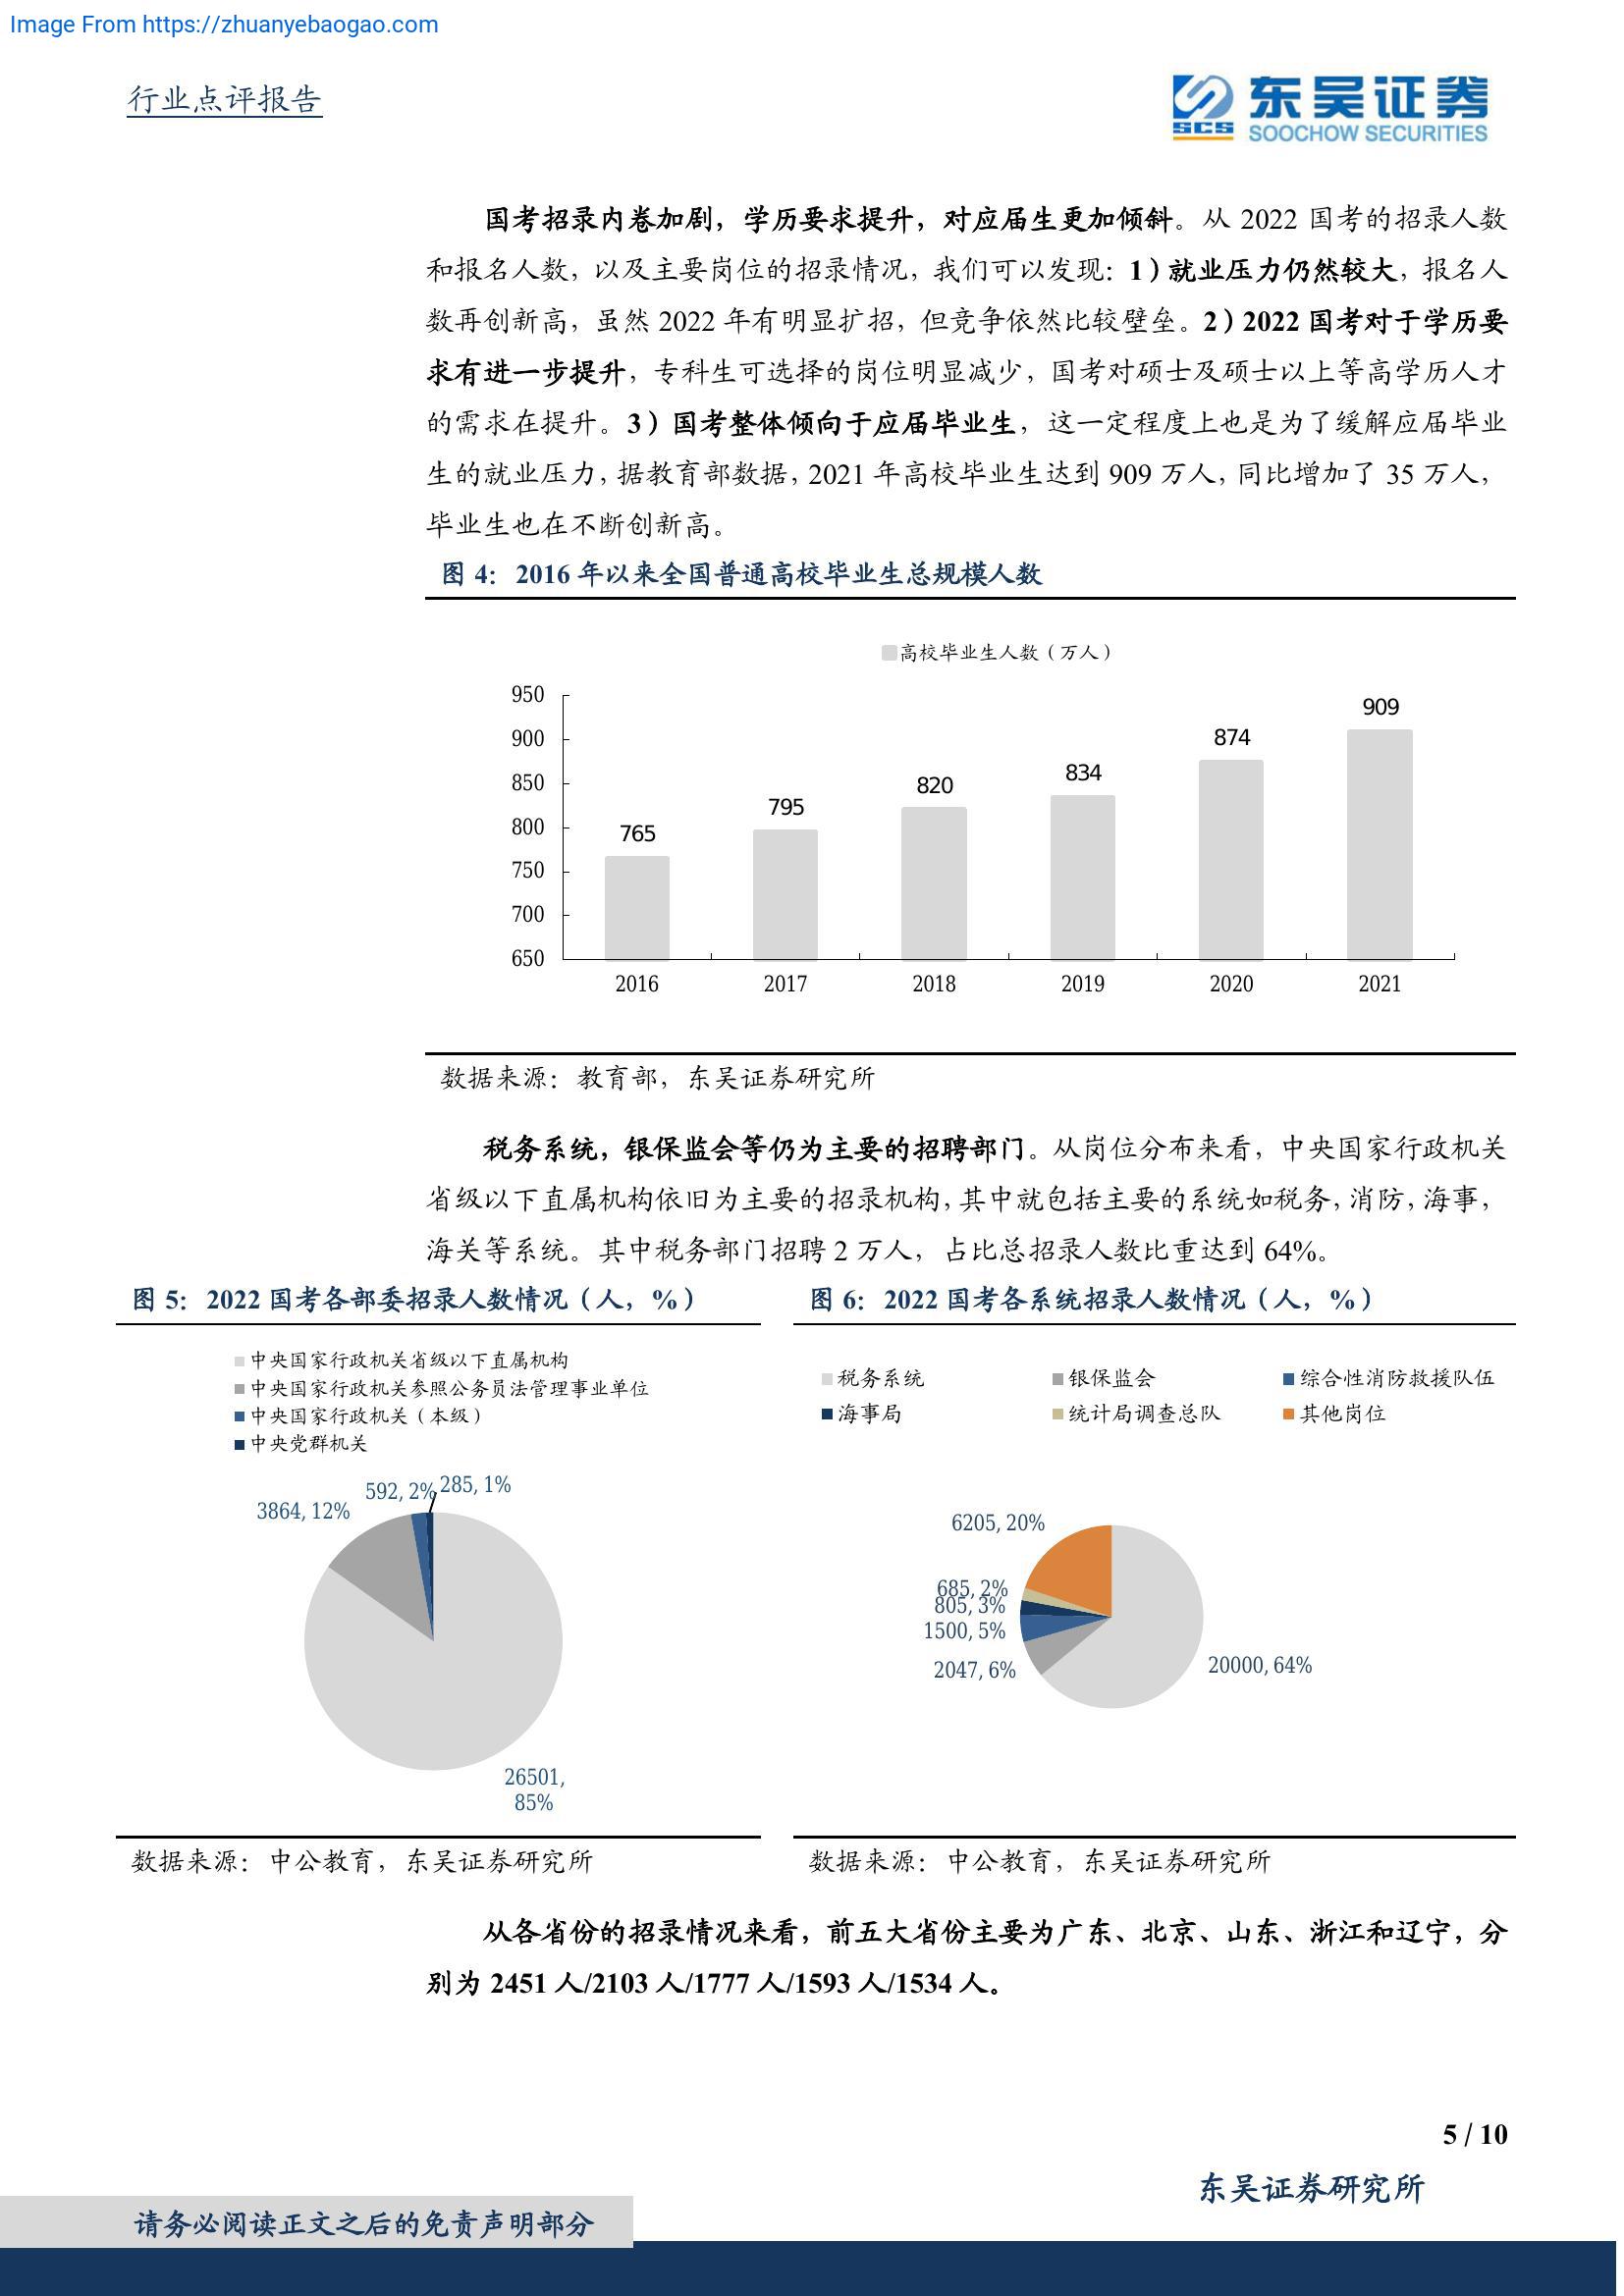 Image From https://zhuanyebaogao.com
行业点评报告
东吴证券
SCS
SOOCHOW SECURITIES
国考招录内卷加剧，学历要求提升，对应届生更加倾斜。从 2022 国考的招录人数
和报名人数，以及主要岗位的招录情况，我们可以发现：1）就业压力仍然较大，报名人
数再创新高，虽然 2022 年有明显扩招，但竞争依然比较壁垒。2）2022 国考对于学历要
求有进一步提升，专科生可选择的岗位明显减少，国考对硕士及硕士以上等高学历人才
的需求在提升。3）国考整体倾向于应届毕业生，这一定程度上也是为了缓解应届毕业
生的就业压力，据教育部数据，2021 年高校毕业生达到 909 万人，同比增加了 35 万人，
毕业生也在不断创新高。
图 4：2016 年以来全国普通高校毕业生总规模人数
高校毕业生人数（万人）
950
900
850
800
750
700
650
765
795
820
834
874
909
2016
2017
2018
2019
2020
2021
数据来源：教育部，东吴证券研究所
税务系统，银保监会等仍为主要的招聘部门。从岗位分布来看，中央国家行政机关
省级以下直属机构依旧为主要的招录机构，其中就包括主要的系统如税务，消防，海事，
海关等系统。其中税务部门招聘 2 万人，占比总招录人数比重达到 64%。
图 5：2022 国考各部委招录人数情况（人，%）
中央国家行政机关省级以下直属机构
中央国家行政机关参照公务员法管理事业单位
中央国家行政机关（本级）
中央党群机关
285, 1%
592, 2%
3864, 12%
26501,
85%
数据来源：中公教育，东吴证券研究所
图 6：2022 国考各系统招录人数情况（人，%）
税务系统
银保监会
综合性消防救援队伍
海事局
统计局调查总队
其他岗位
6205, 20%
685, 2%
805, 3%
1500, 5%
2047, 6%
20000, 64%
数据来源：中公教育，东吴证券研究所
从各省份的招录情况来看，前五大省份主要为广东、北京、山东、浙江和辽宁，分
别为 2451 人/2103 人/1777 人/1593 人/1534 人。
5 / 10
东吴证券研究所
请务必阅读正文之后的免责声明部分